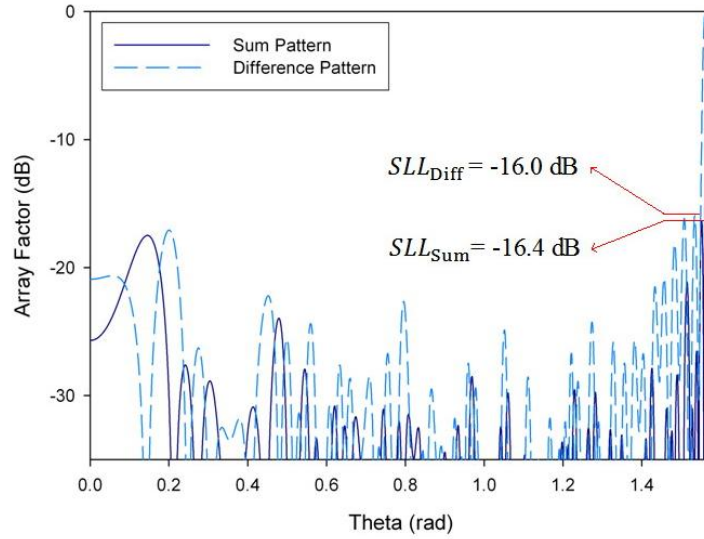 0
-10
-20
-30
Array Factor (dB)
Sum Pattern
Difference Pattern
SLL_Diff = -16.0 dB
SLL_Sum = -16.4 dB
0.0 0.2 0.4 0.6 0.8 1.0 1.2 1.4
Theta (rad)